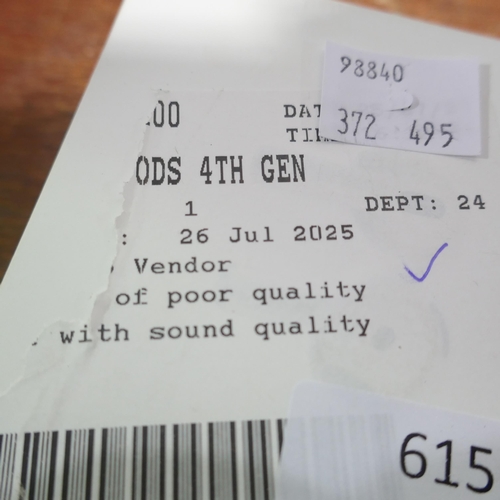 98840
.00 DAT
372 495
ODS 4TH GEN
1 DEPT: 24
: 26 Jul 2025
Vendor
of poor quality
with sound quality
615